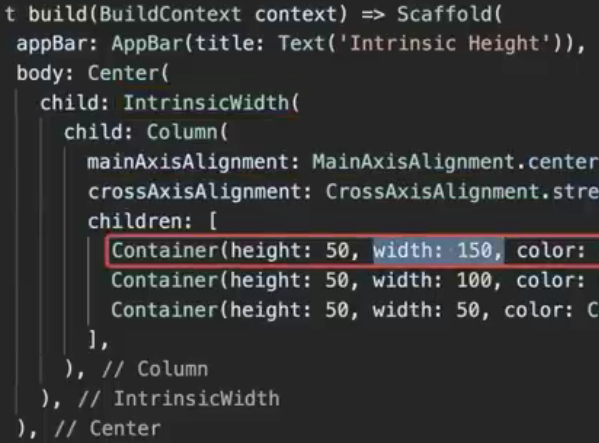 t build(BuildContext context) => Scaffold(
appBar: AppBar(title: Text('Intrinsic Height')),
body: Center(
child: IntrinsicWidth(
child: Column(
mainAxisAlignment: MainAxisAlignment.center
crossAxisAlignment: CrossAxisAlignment.stre
children: [
Container(height: 50, width: 150, color:
Container(height: 50, width: 100, color:
Container(height: 50, width: 50, color: C
],
), // Column
), // IntrinsicWidth
), // Center